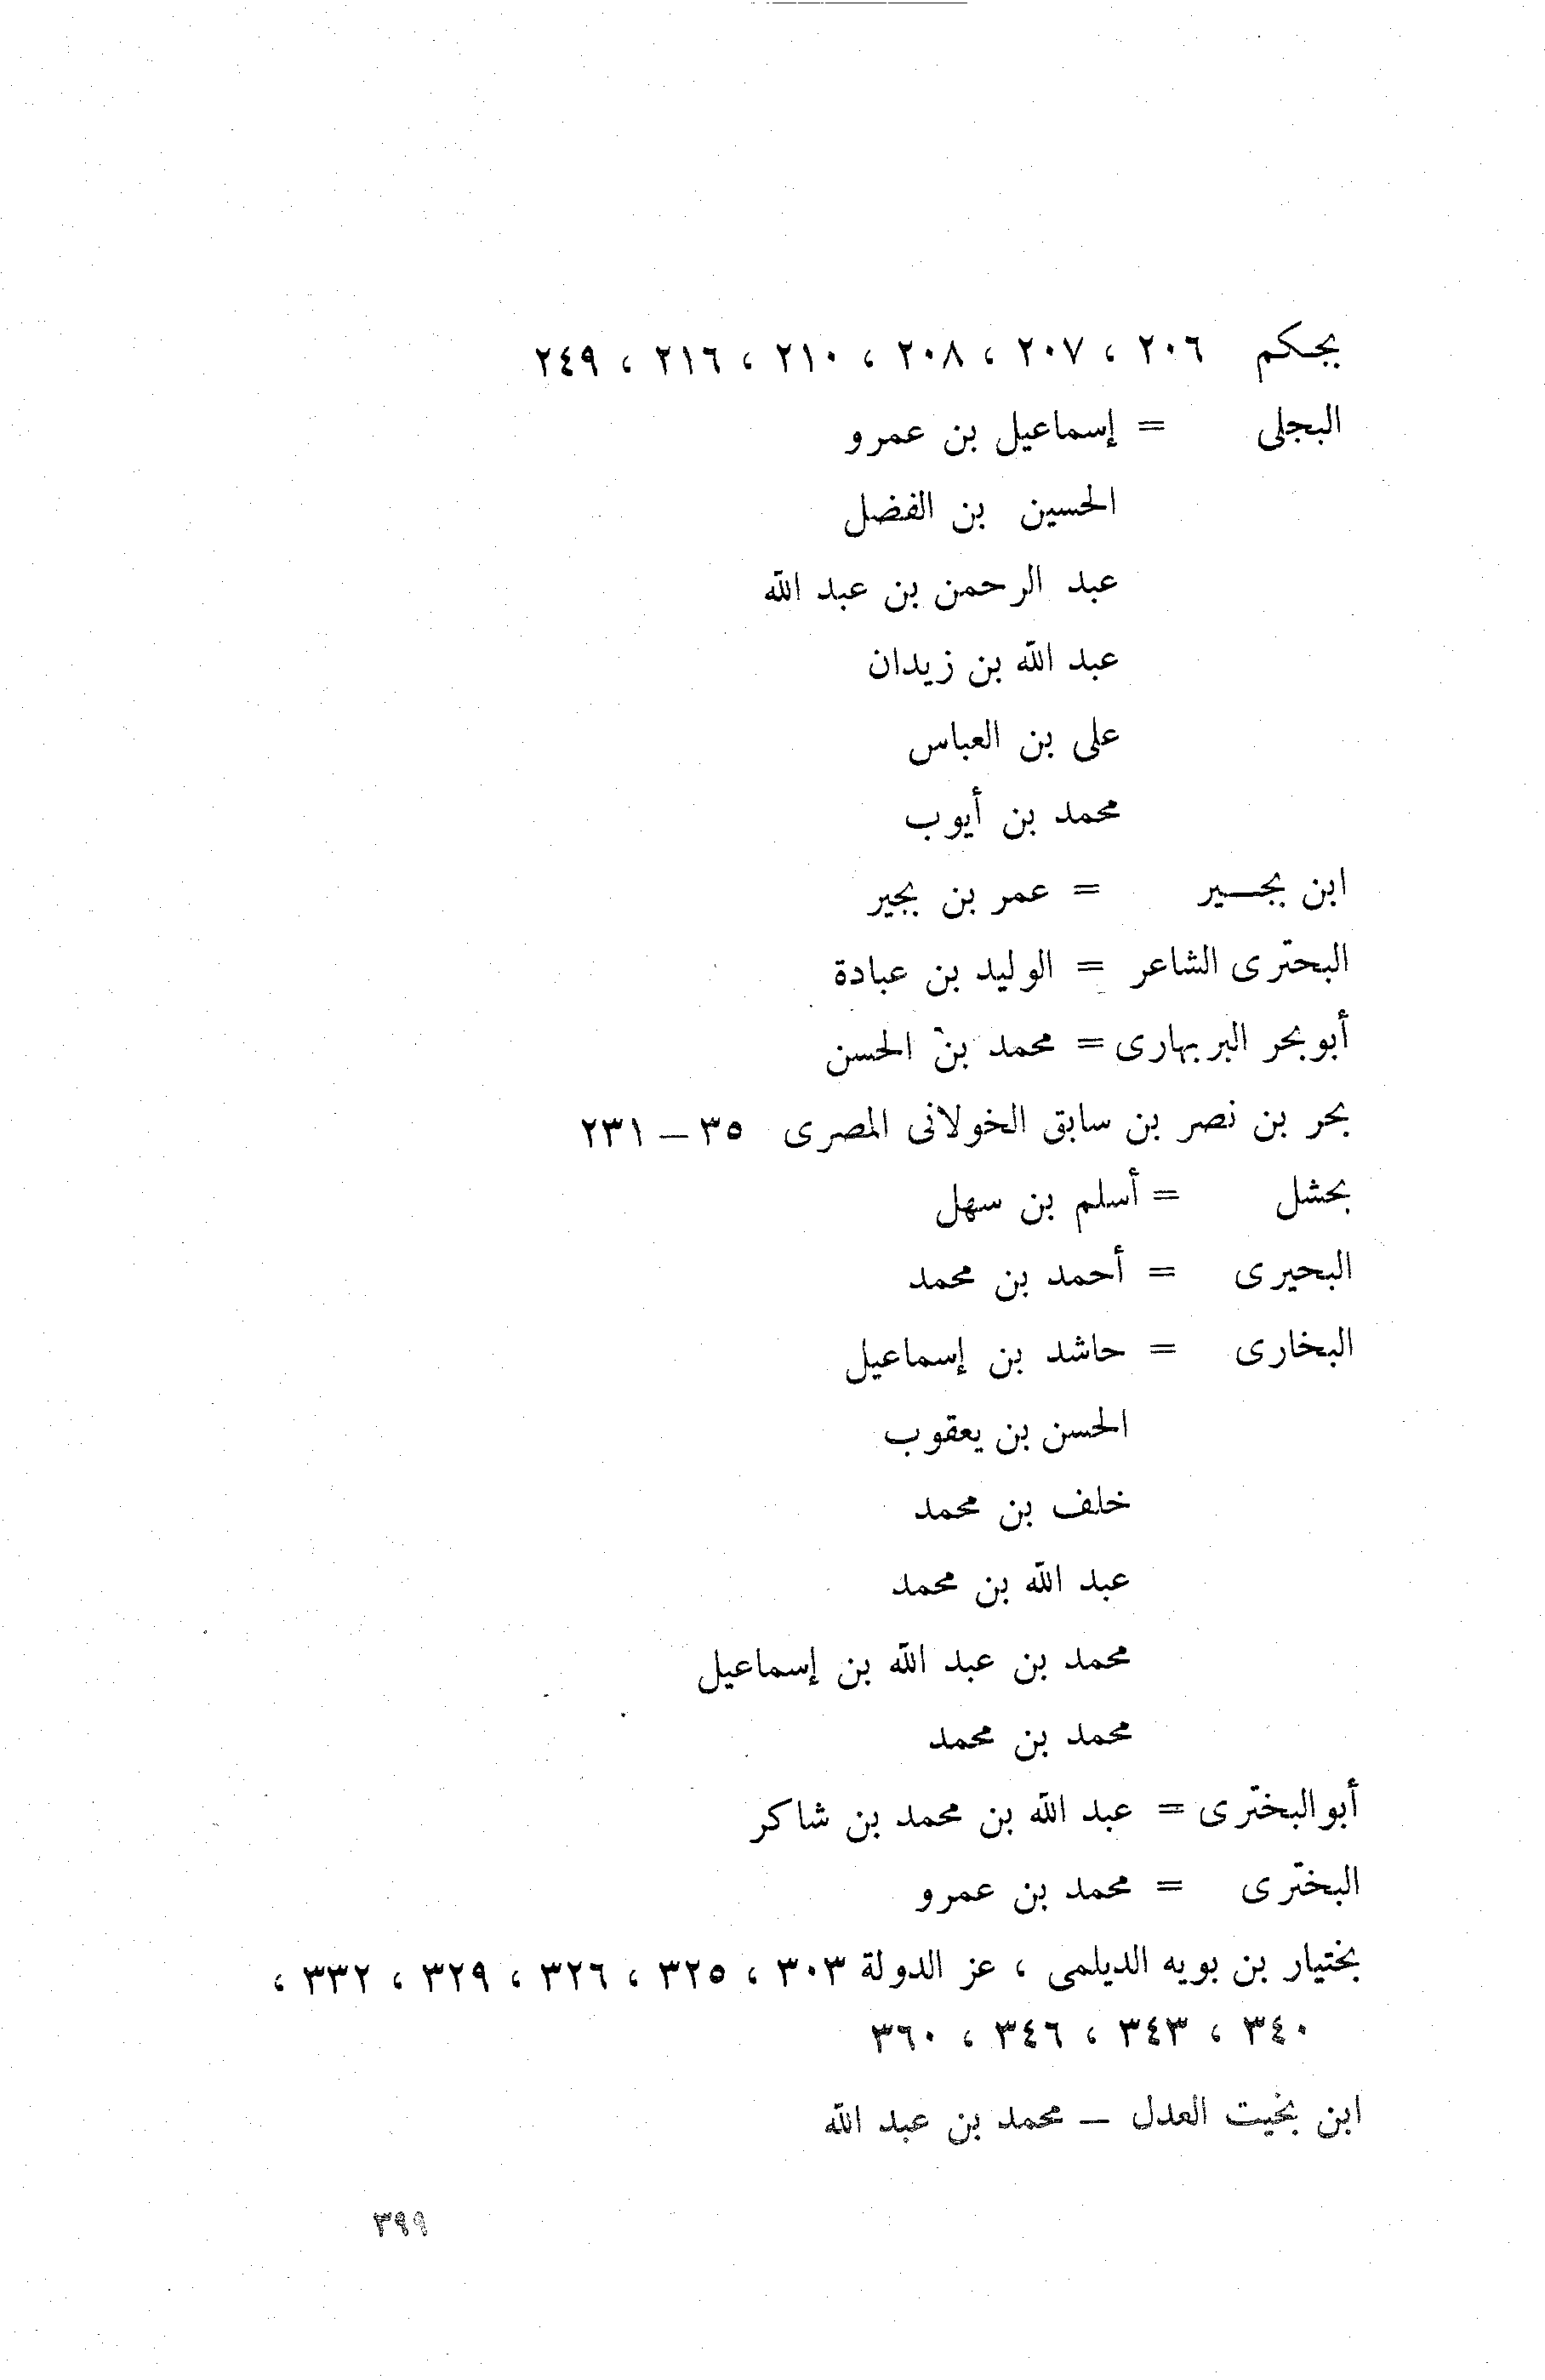 بجكم ٢٠٦ ، ٢٠٧ ، ٢٠٨ ، ٢١٠ ، ٢١٦ ، ٢٤٩
البجلى = إسماعيل بن عمرو
الحسين بن الفضل
عبد الرحمن بن عبد الله
عبد الله بن زيدان
على بن العباس
محمد بن أيوب
ابن بجـــير = عمر بن بجير
البحترى الشاعر = الوليد بن عبادة
أبو بحر البربهارى = محمد بن الحسن
بحر بن نصر بن سابق الخولانى المصرى ٣٥ – ٢٣١
بحشل = أسلم بن سهل
البحيرى = أحمد بن محمد
البخارى = حاشد بن إسماعيل
الحسن بن يعقوب
خلف بن محمد
عبد الله بن محمد
محمد بن عبد الله بن إسماعيل
محمد بن محمد
أبو البخترى = عبد الله بن محمد بن شاكر
البخترى = محمد بن عمرو
بختيار بن بويه الديلمى ، عز الدولة ٣٠٣ ، ٣٢٥ ، ٣٢٦ ، ٣٢٩ ، ٣٣٢ ،
٣٤٠ ، ٣٤٣ ، ٣٤٦ ، ٣٦٠
ابن بخيت العدل – محمد بن عبد الله
٣٩٩